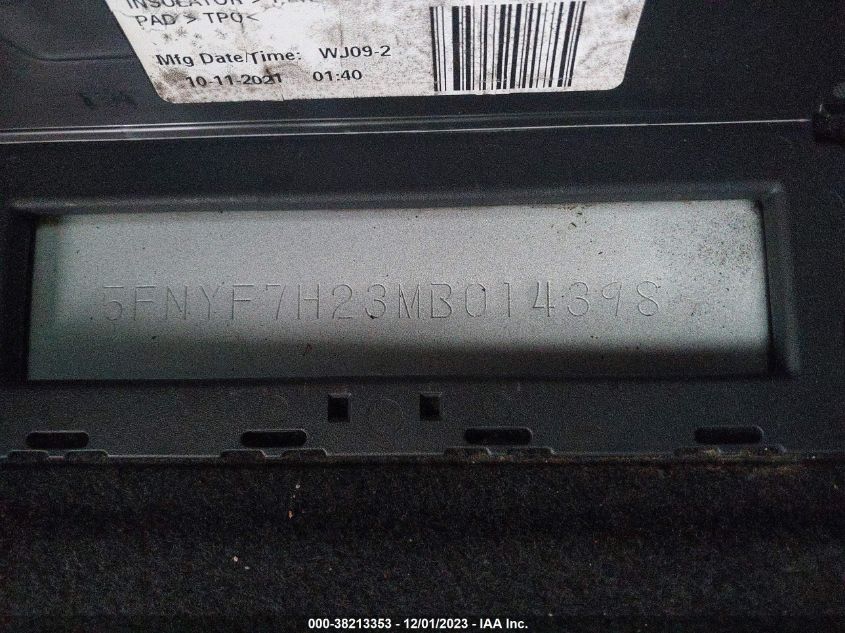 INSULATOR >
PAD > TPO<
Mfg Date/Time: WJ09-2
10-11-2021 01:40
5FNYF7H23MB014398
000-38213353 - 12/01/2023 - IAA Inc.